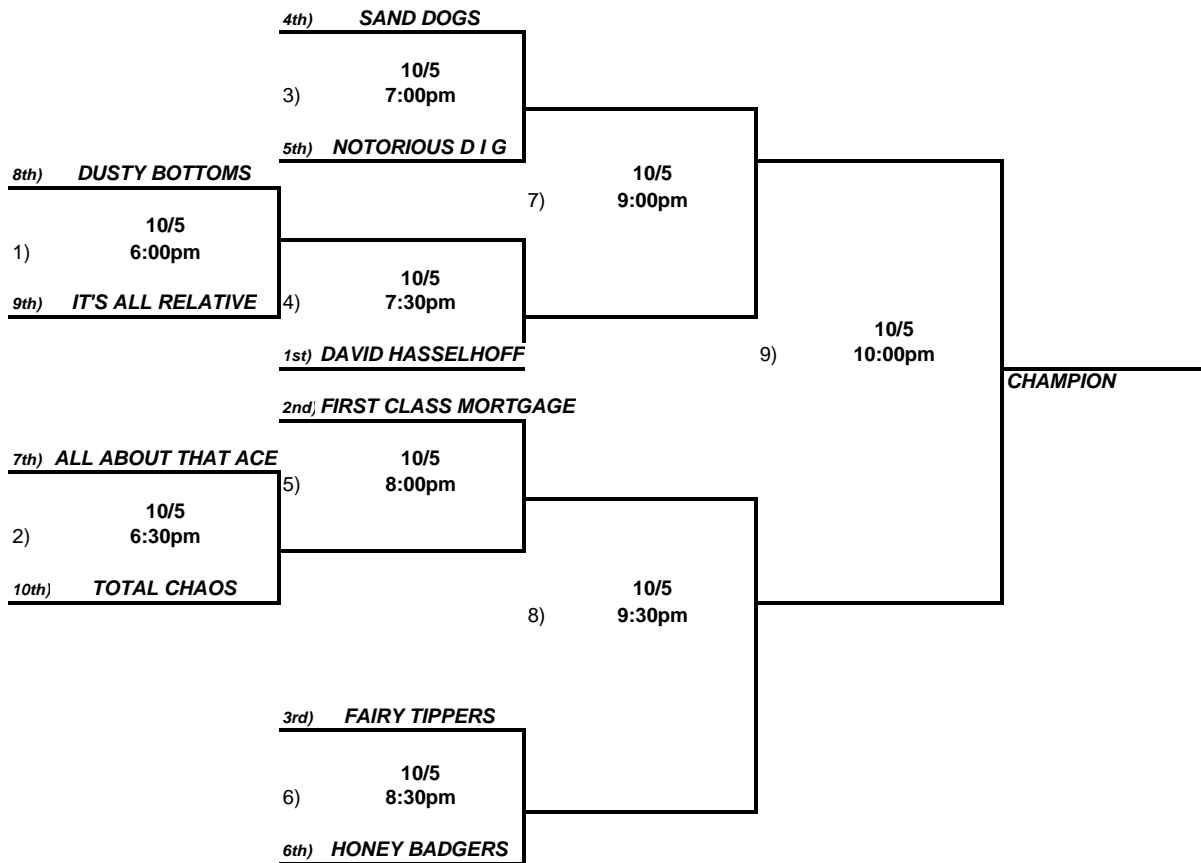 4th) SAND DOGS
10/5
3) 7:00pm
5th) NOTORIOUS D I G
8th) DUSTY BOTTOMS
10/5
7) 9:00pm
10/5
1) 6:00pm
10/5
9th) IT'S ALL RELATIVE
4) 7:30pm
10/5
1st) DAVID HASSELHOFF
9) 10:00pm
CHAMPION
2nd) FIRST CLASS MORTGAGE
7th) ALL ABOUT THAT ACE
10/5
5) 8:00pm
10/5
2) 6:30pm
10th) TOTAL CHAOS
10/5
8) 9:30pm
3rd) FAIRY TIPPERS
10/5
6) 8:30pm
6th) HONEY BADGERS